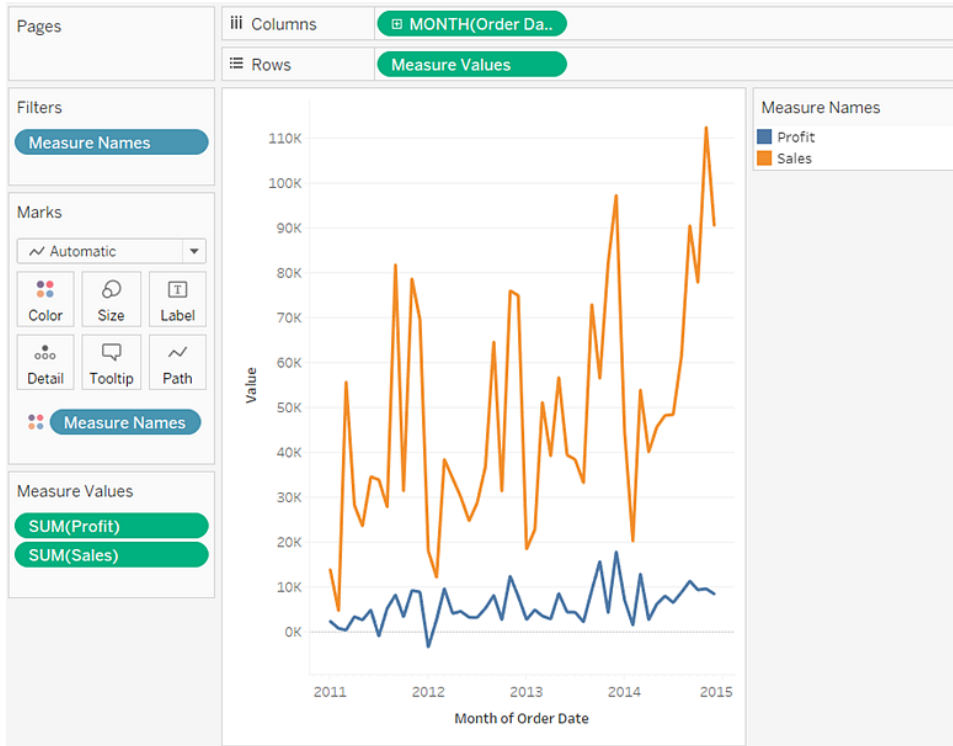 Pages
Columns
MONTH(Order Da..
Rows
Measure Values
Filters
Measure Names
Marks
Automatic
Color
Size
Label
Detail
Tooltip
Path
Measure Names
Measure Values
SUM(Profit)
SUM(Sales)
110K
100K
90K
80K
70K
60K
50K
40K
30K
20K
10K
0K
Value
2011
2012
2013
2014
2015
Month of Order Date
Measure Names
Profit
Sales